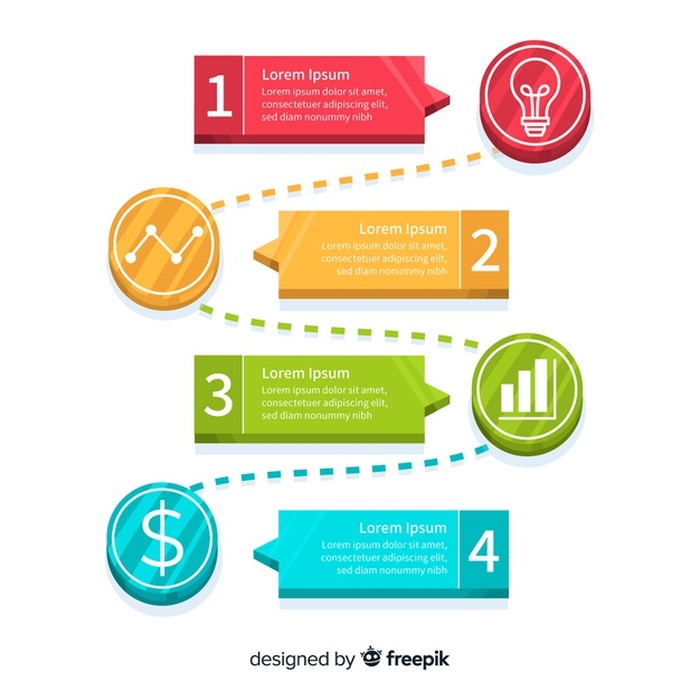 1
Lorem Ipsum
Lorem ipsum dolor sit amet,
consectetuer adipiscing elit,
sed diam nonummy nibh
Lorem Ipsum
Lorem ipsum dolor sit amet,
consectetuer adipiscing elit,
sed diam nonummy nibh
2
3
Lorem Ipsum
Lorem ipsum dolor sit amet,
consectetuer adipiscing elit,
sed diam nonummy nibh
$
Lorem Ipsum
Lorem ipsum dolor sit amet,
consectetuer adipiscing elit,
sed diam nonummy nibh
4
designed by freepik